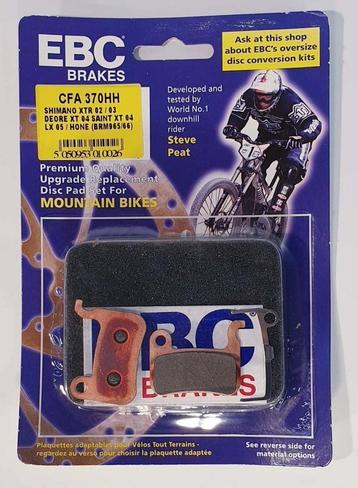 EBC
BRAKES
Ask at this shop
about EBC's oversize
disc conversion kits
CFA 370HH
SHIMANO XTR 02 / 03
DEORE XT 04 SAINT XT 04
LX 05 / HONE (BRM965/66)
5 050953 010026
Developed and
tested by
World No.1
downhill
rider
Steve
Peat
Premium Quality
Upgrade Replacement
Disc Pad Set For
MOUNTAIN BIKES
EBC
BRAKES
Plaquettes adaptables pour Vélos Tout Terrains -
regardez au verso pour choisir la plaquette adaptée
See reverse side for
material options